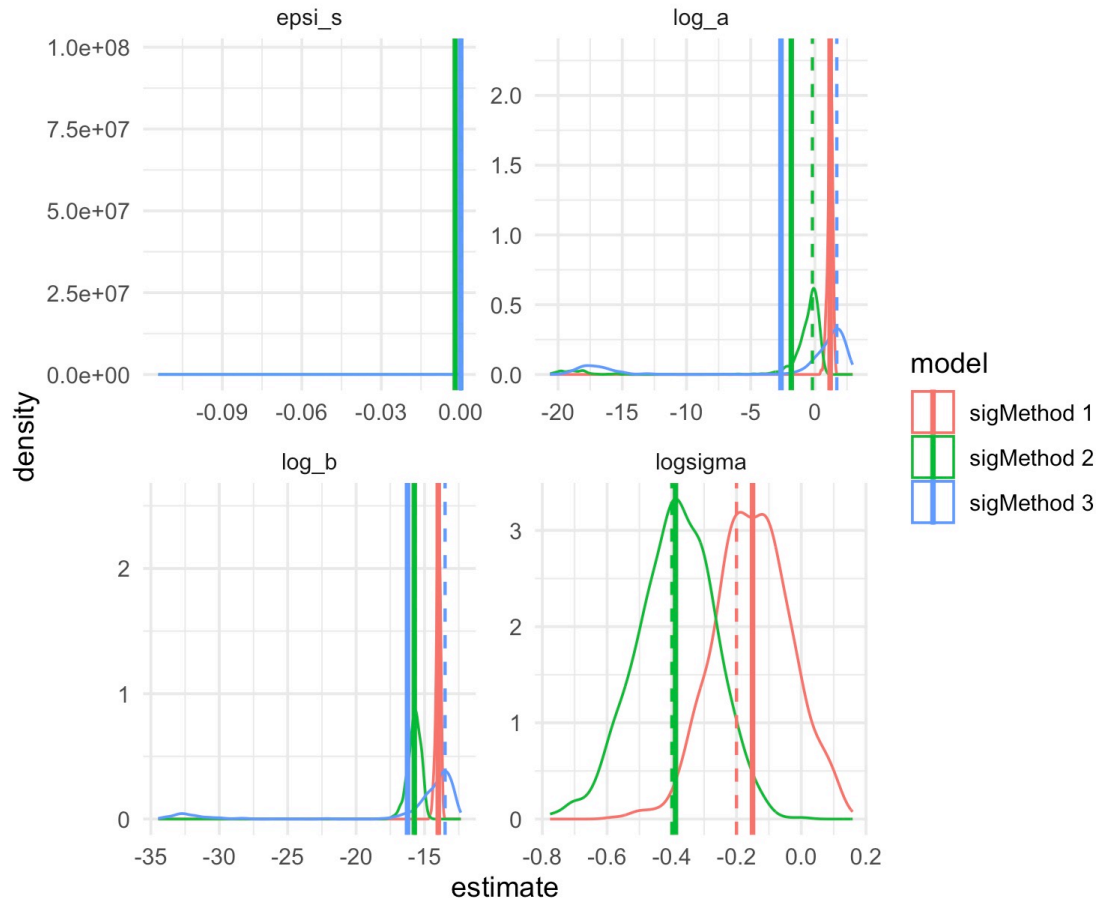 epsi_s
log_a
1.0e+08
7.5e+07
5.0e+07
2.5e+07
0.0e+00
-0.09
-0.06
-0.03
0.00
2.0
1.5
1.0
0.5
0.0
-20
-15
-10
-5
0
density
log_b
logsigma
2
1
0
-35
-30
-25
-20
-15
3
2
1
0
-0.8
-0.6
-0.4
-0.2
0.0
0.2
estimate
model
sigMethod 1
sigMethod 2
sigMethod 3